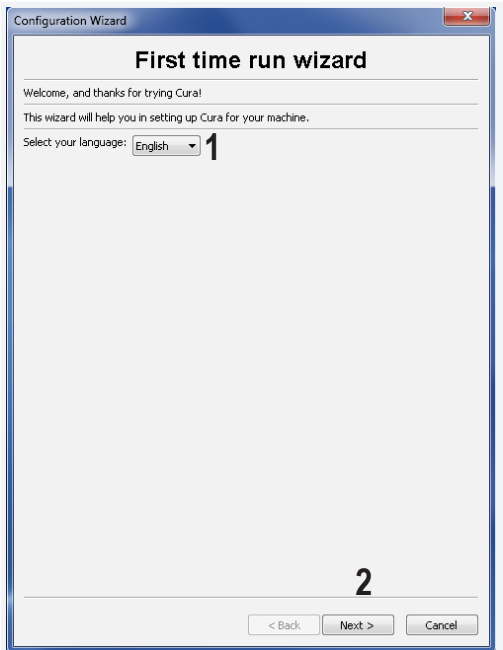 Configuration Wizard
First time run wizard
Welcome, and thanks for trying Cura!
This wizard will help you in setting up Cura for your machine.
Select your language: English 1
2
< Back Next > Cancel